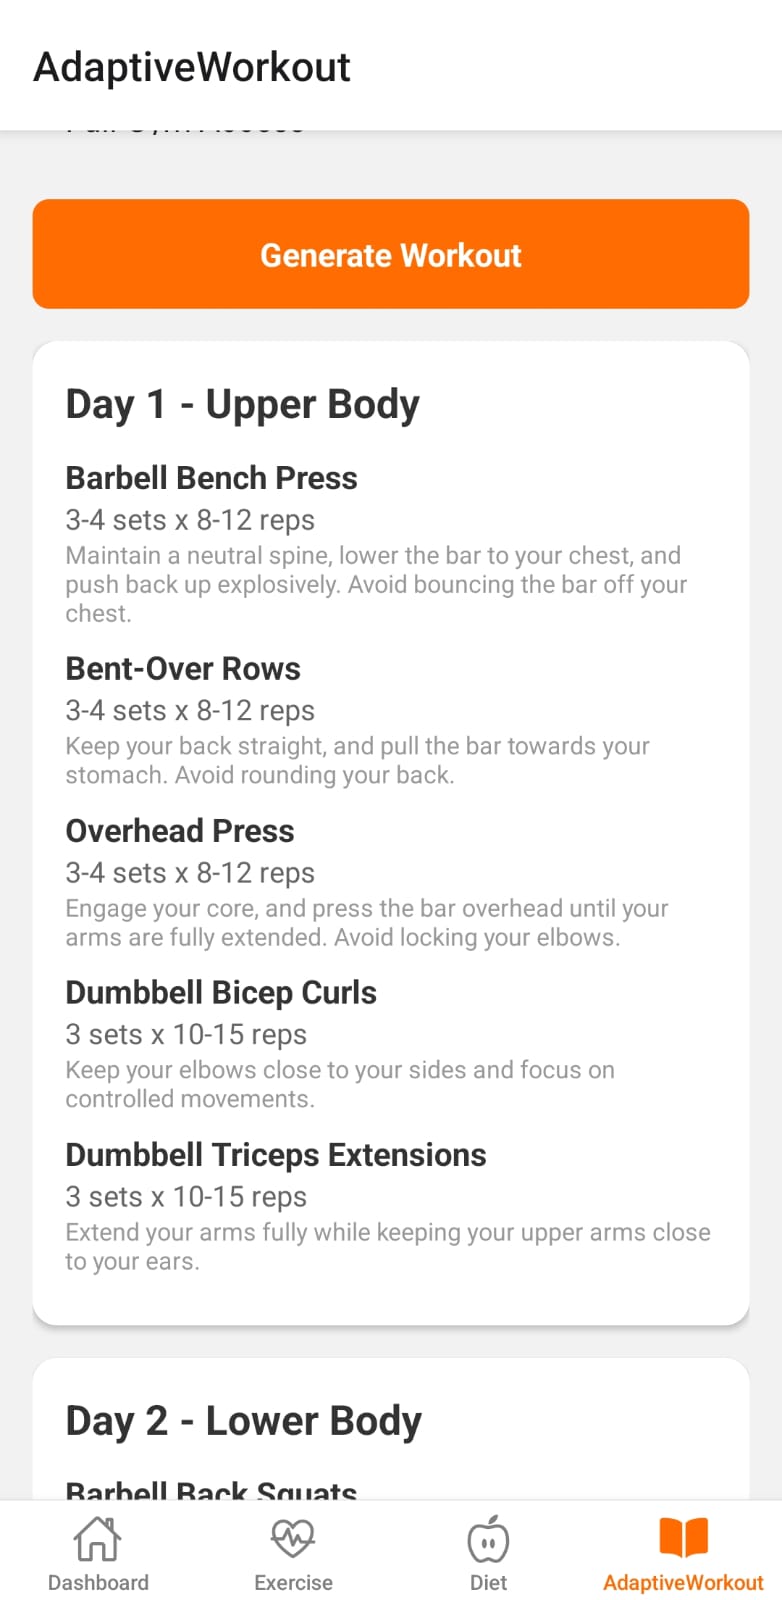 AdaptiveWorkout
Generate Workout
Day 1 - Upper Body
Barbell Bench Press
3-4 sets x 8-12 reps
Maintain a neutral spine, lower the bar to your chest, and
push back up explosively. Avoid bouncing the bar off your
chest.
Bent-Over Rows
3-4 sets x 8-12 reps
Keep your back straight, and pull the bar towards your
stomach. Avoid rounding your back.
Overhead Press
3-4 sets x 8-12 reps
Engage your core, and press the bar overhead until your
arms are fully extended. Avoid locking your elbows.
Dumbbell Bicep Curls
3 sets x 10-15 reps
Keep your elbows close to your sides and focus on
controlled movements.
Dumbbell Triceps Extensions
3 sets x 10-15 reps
Extend your arms fully while keeping your upper arms close
to your ears.
Day 2 - Lower Body
Barbell Back Squats
Dashboard
Exercise
Diet
AdaptiveWorkout